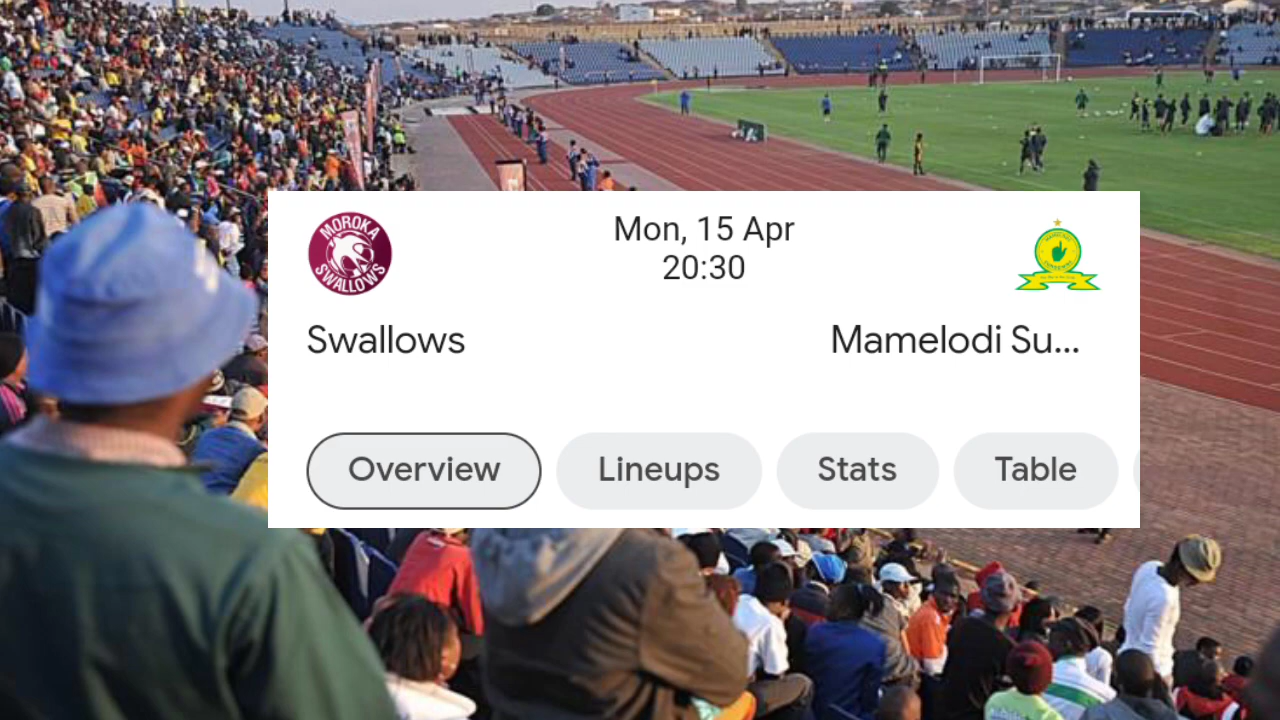 MOROKA
SWALLOWS
Mon, 15 Apr
20:30
Swallows
Mamelodi Su...
Overview
Lineups
Stats
Table